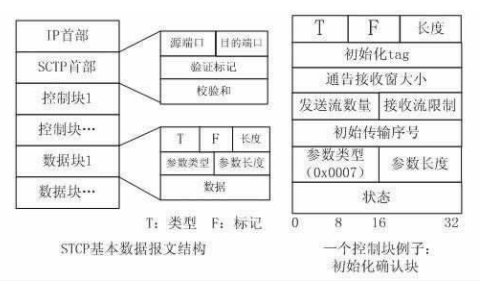 IP首部
SCTP首部
控制块1
控制块…
数据块1
数据块…
源端口 目的端口
验证标记
校验和
T F 长度
参数类型 参数长度
数据
T：类型 F：标记
STCP基本数据报文结构
T F 长度
初始化tag
通告接收窗大小
发送流数量 接收流限制
初始传输序号
参数类型
(0x0007)
参数长度
状态
0 8 16 32
一个控制块例子：
初始化确认块